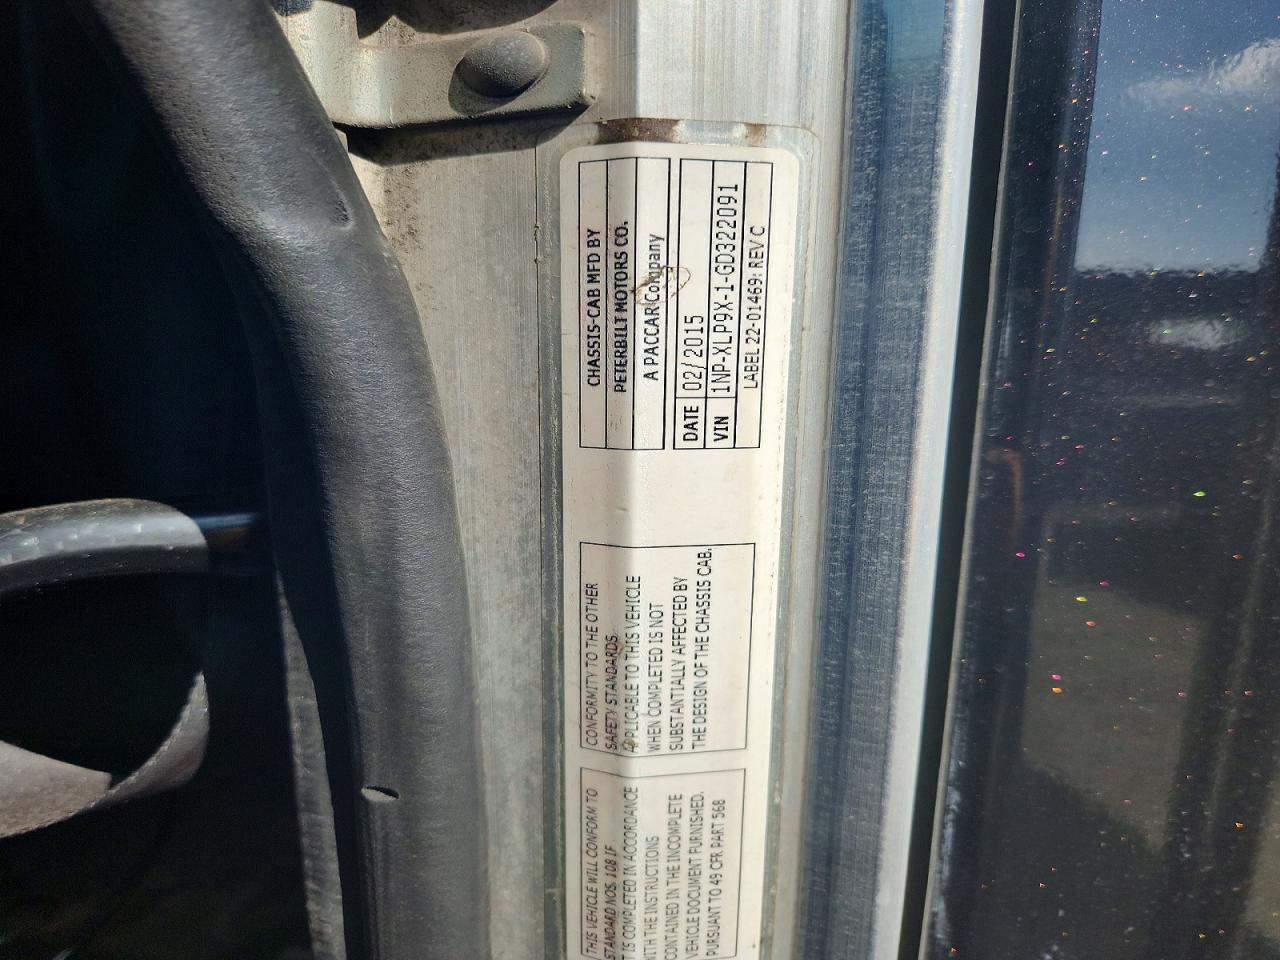 CHASSIS-CAB MFD BY
PETERBILT MOTORS CO.
A PACCAR Company
DATE 02/2015
VIN 1NP-XLP9X-1-GD322091
LABEL 22-01469: REV C
CONFORMITY TO THE OTHER
SAFETY STANDARDS
APPLICABLE TO THIS VEHICLE
WHEN COMPLETED IS NOT
SUBSTANTIALLY AFFECTED BY
THE DESIGN OF THE CHASSIS CAB.
THIS VEHICLE WILL CONFORM TO
STANDARD NOS. 108 IF
IT IS COMPLETED IN ACCORDANCE
WITH THE INSTRUCTIONS
CONTAINED IN THE INCOMPLETE
VEHICLE DOCUMENT FURNISHED.
PURSUANT TO 49 CFR PART 568